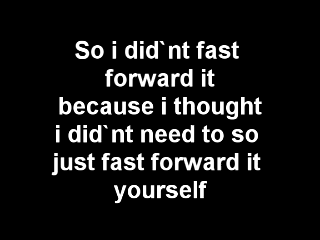 So i did`nt fast
forward it
because i thought
i did`nt need to so
just fast forward it
yourself